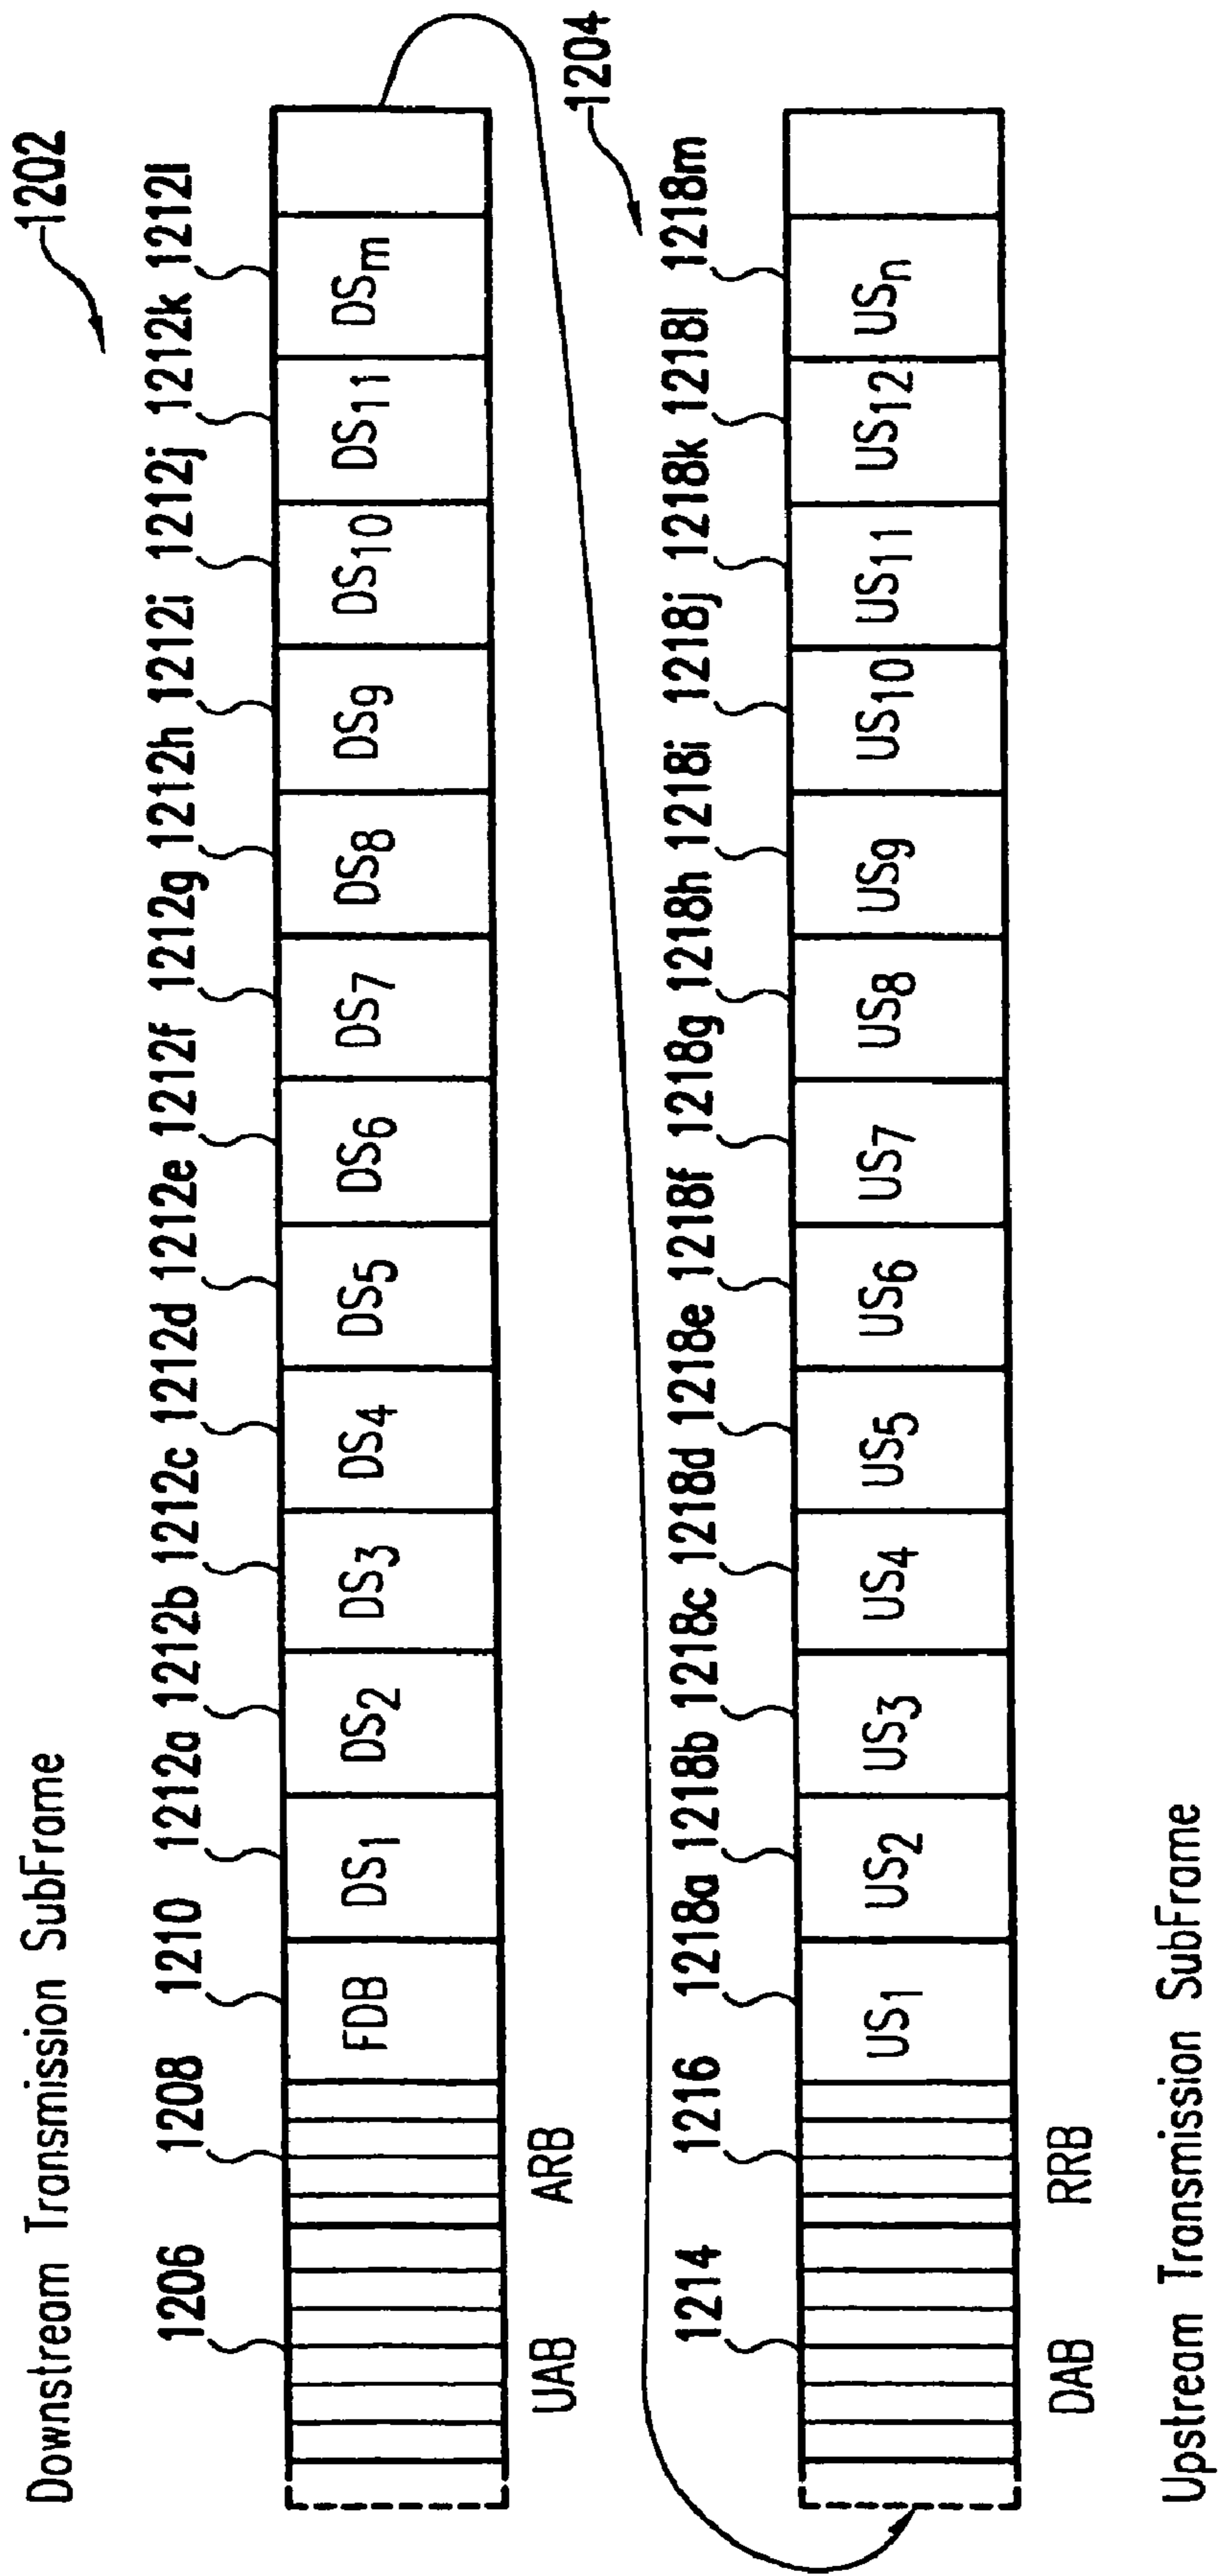 Downstream Transmission SubFrame
1202
1206 1208 1210 1212a 1212b 1212c 1212d 1212e 1212f 1212g 1212h 1212i 1212j 1212k 1212l
FDB DS1 DS2 DS3 DS4 DS5 DS6 DS7 DS8 DS9 DS10 DS11 DSm
UAB ARB
1204
1214 1216 1218a 1218b 1218c 1218d 1218e 1218f 1218g 1218h 1218i 1218j 1218k 1218l 1218m
US1 US2 US3 US4 US5 US6 US7 US8 US9 US10 US11 US12 USn
DAB RRB
Upstream Transmission SubFrame